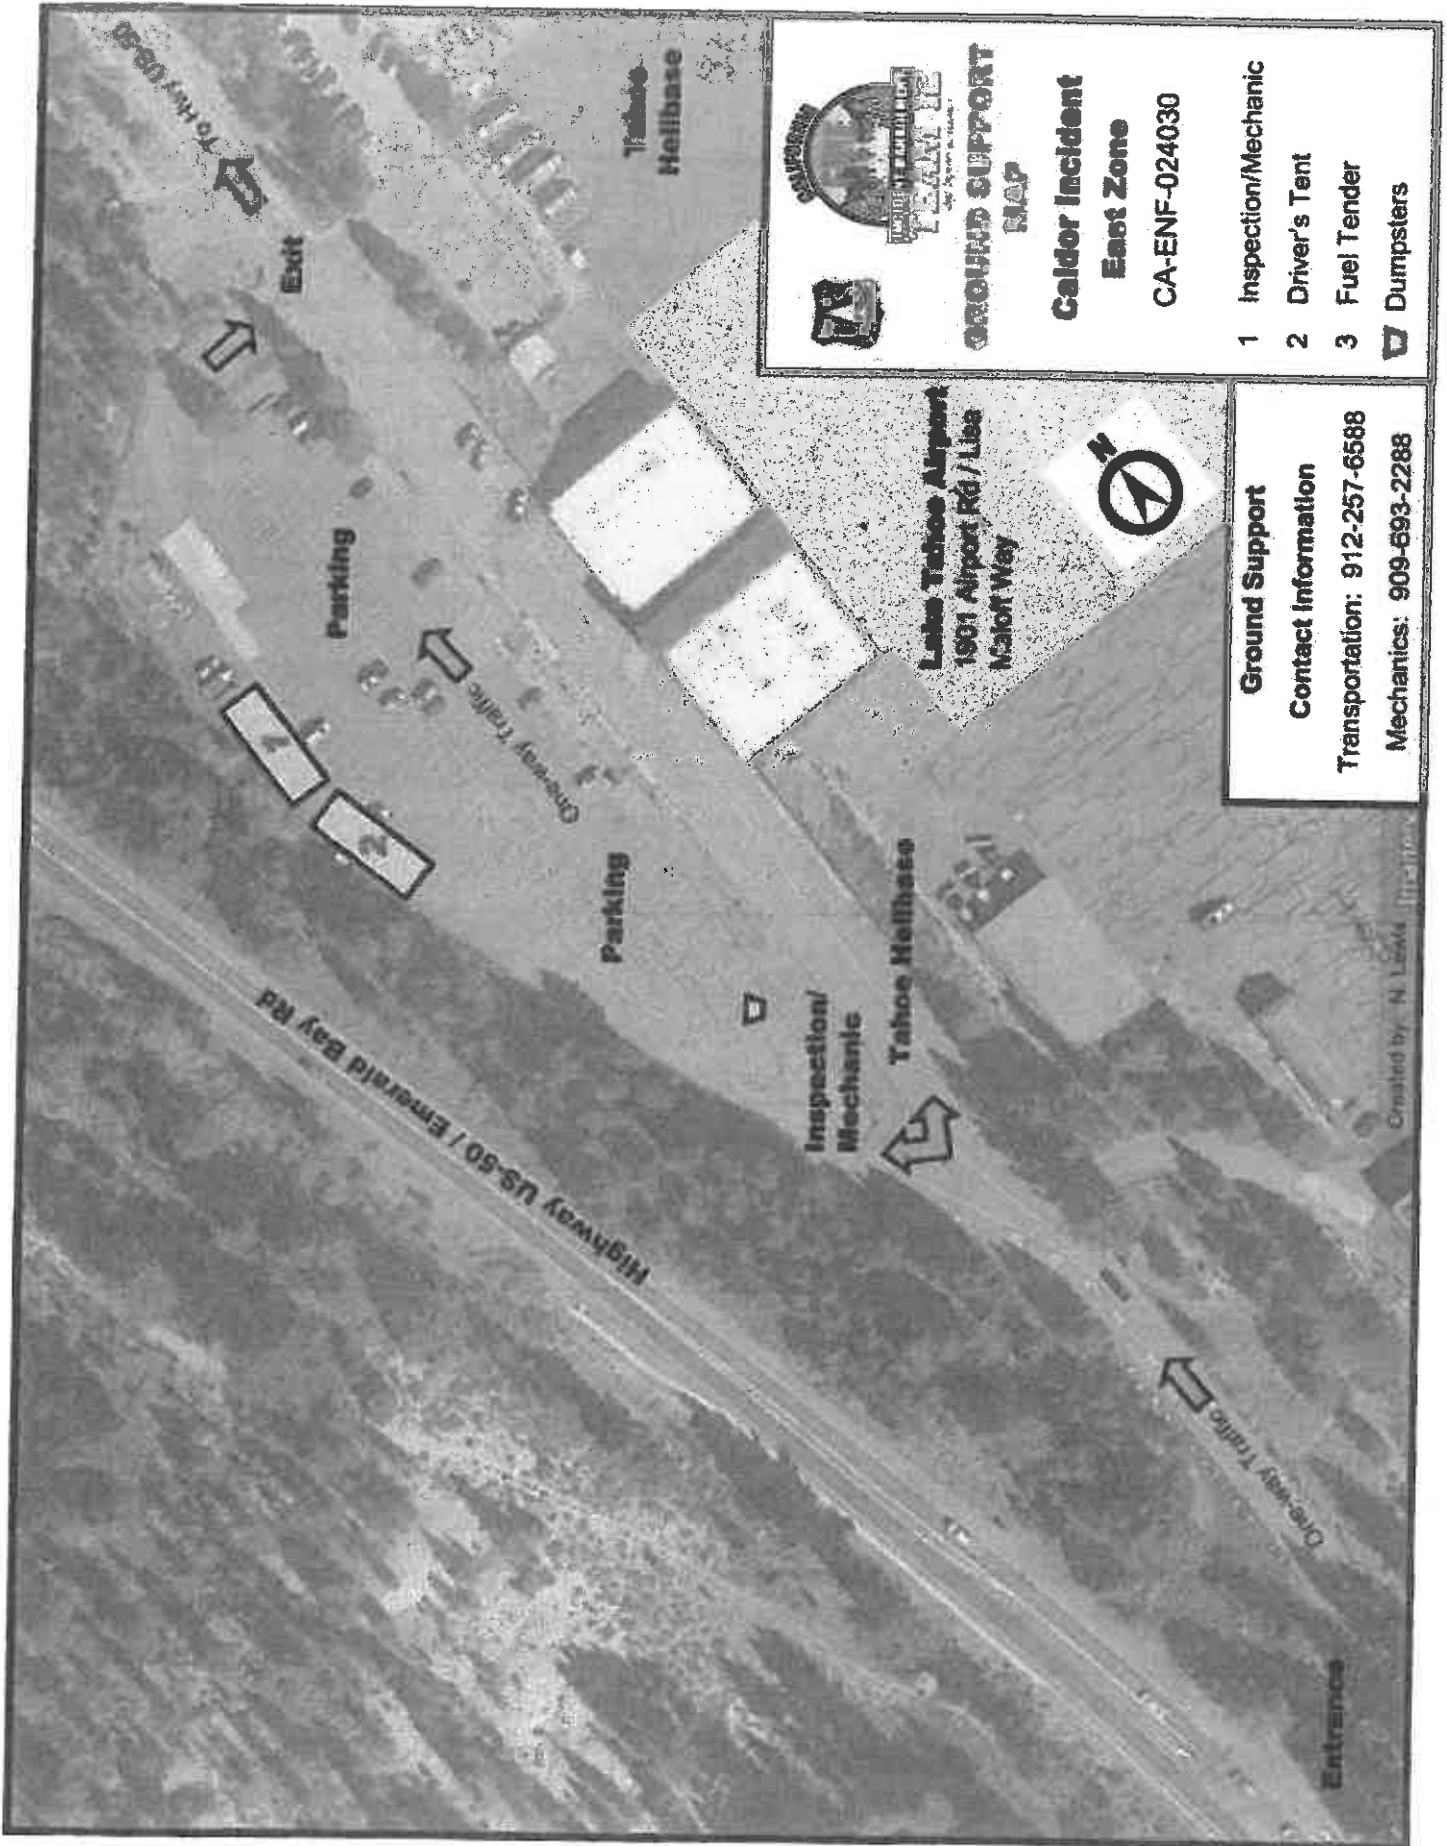 To Hwy US-50
Exit
Tahoe
Helibase
Parking
1
2
One-way Traffic
Parking
Highway US-50 / Emerald Bay Rd
Inspection/
Mechanic
Tahoe Helibase
One-way Traffic
Entrance
Lake Tahoe Airport
1901 Airport Rd / Lisa
Maloff Way
N
CALIFORNIA
GROUND SUPPORT
MAP
Caldor Incident
East Zone
CA-ENF-024030
1 Inspection/Mechanic
2 Driver's Tent
3 Fuel Tender
Dumpsters
Ground Support
Contact Information
Transportation: 912-257-6588
Mechanics: 909-693-2288
Created by: N. Lewis